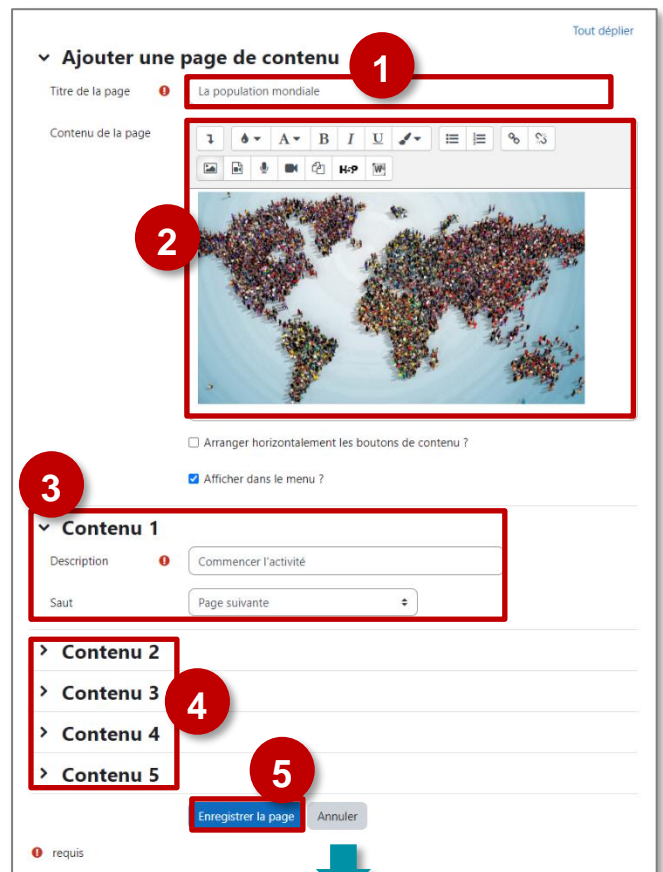 Tout déplier
Ajouter une page de contenu
1
Titre de la page
La population mondiale
Contenu de la page
A B I U
H5P W
2
Arranger horizontalement les boutons de contenu ?
Afficher dans le menu ?
3
Contenu 1
Description
Commencer l'activité
Saut
Page suivante
Contenu 2
Contenu 3
4
Contenu 4
Contenu 5
5
Enregistrer la page Annuler
requis